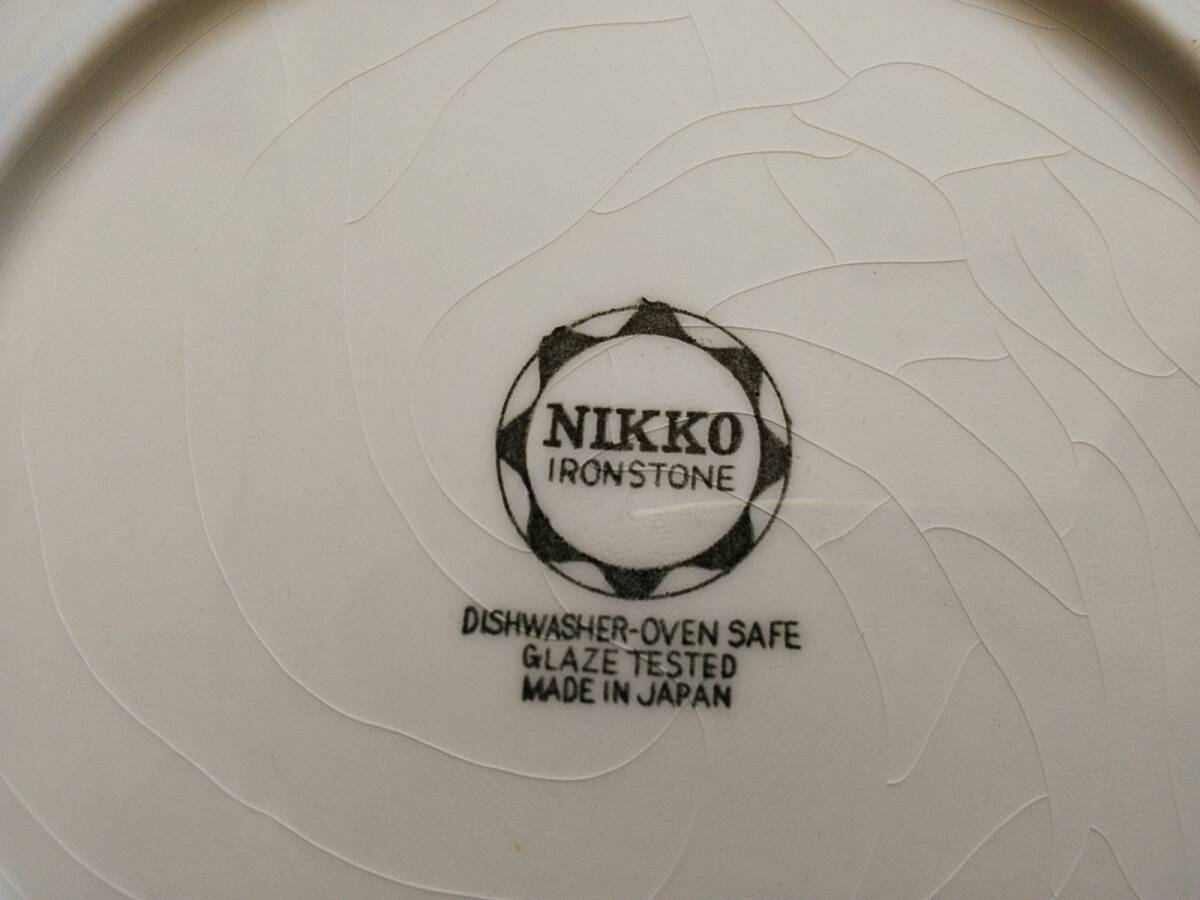 NIKKO
IRONSTONE
DISHWASHER-OVEN SAFE
GLAZE TESTED
MADE IN JAPAN